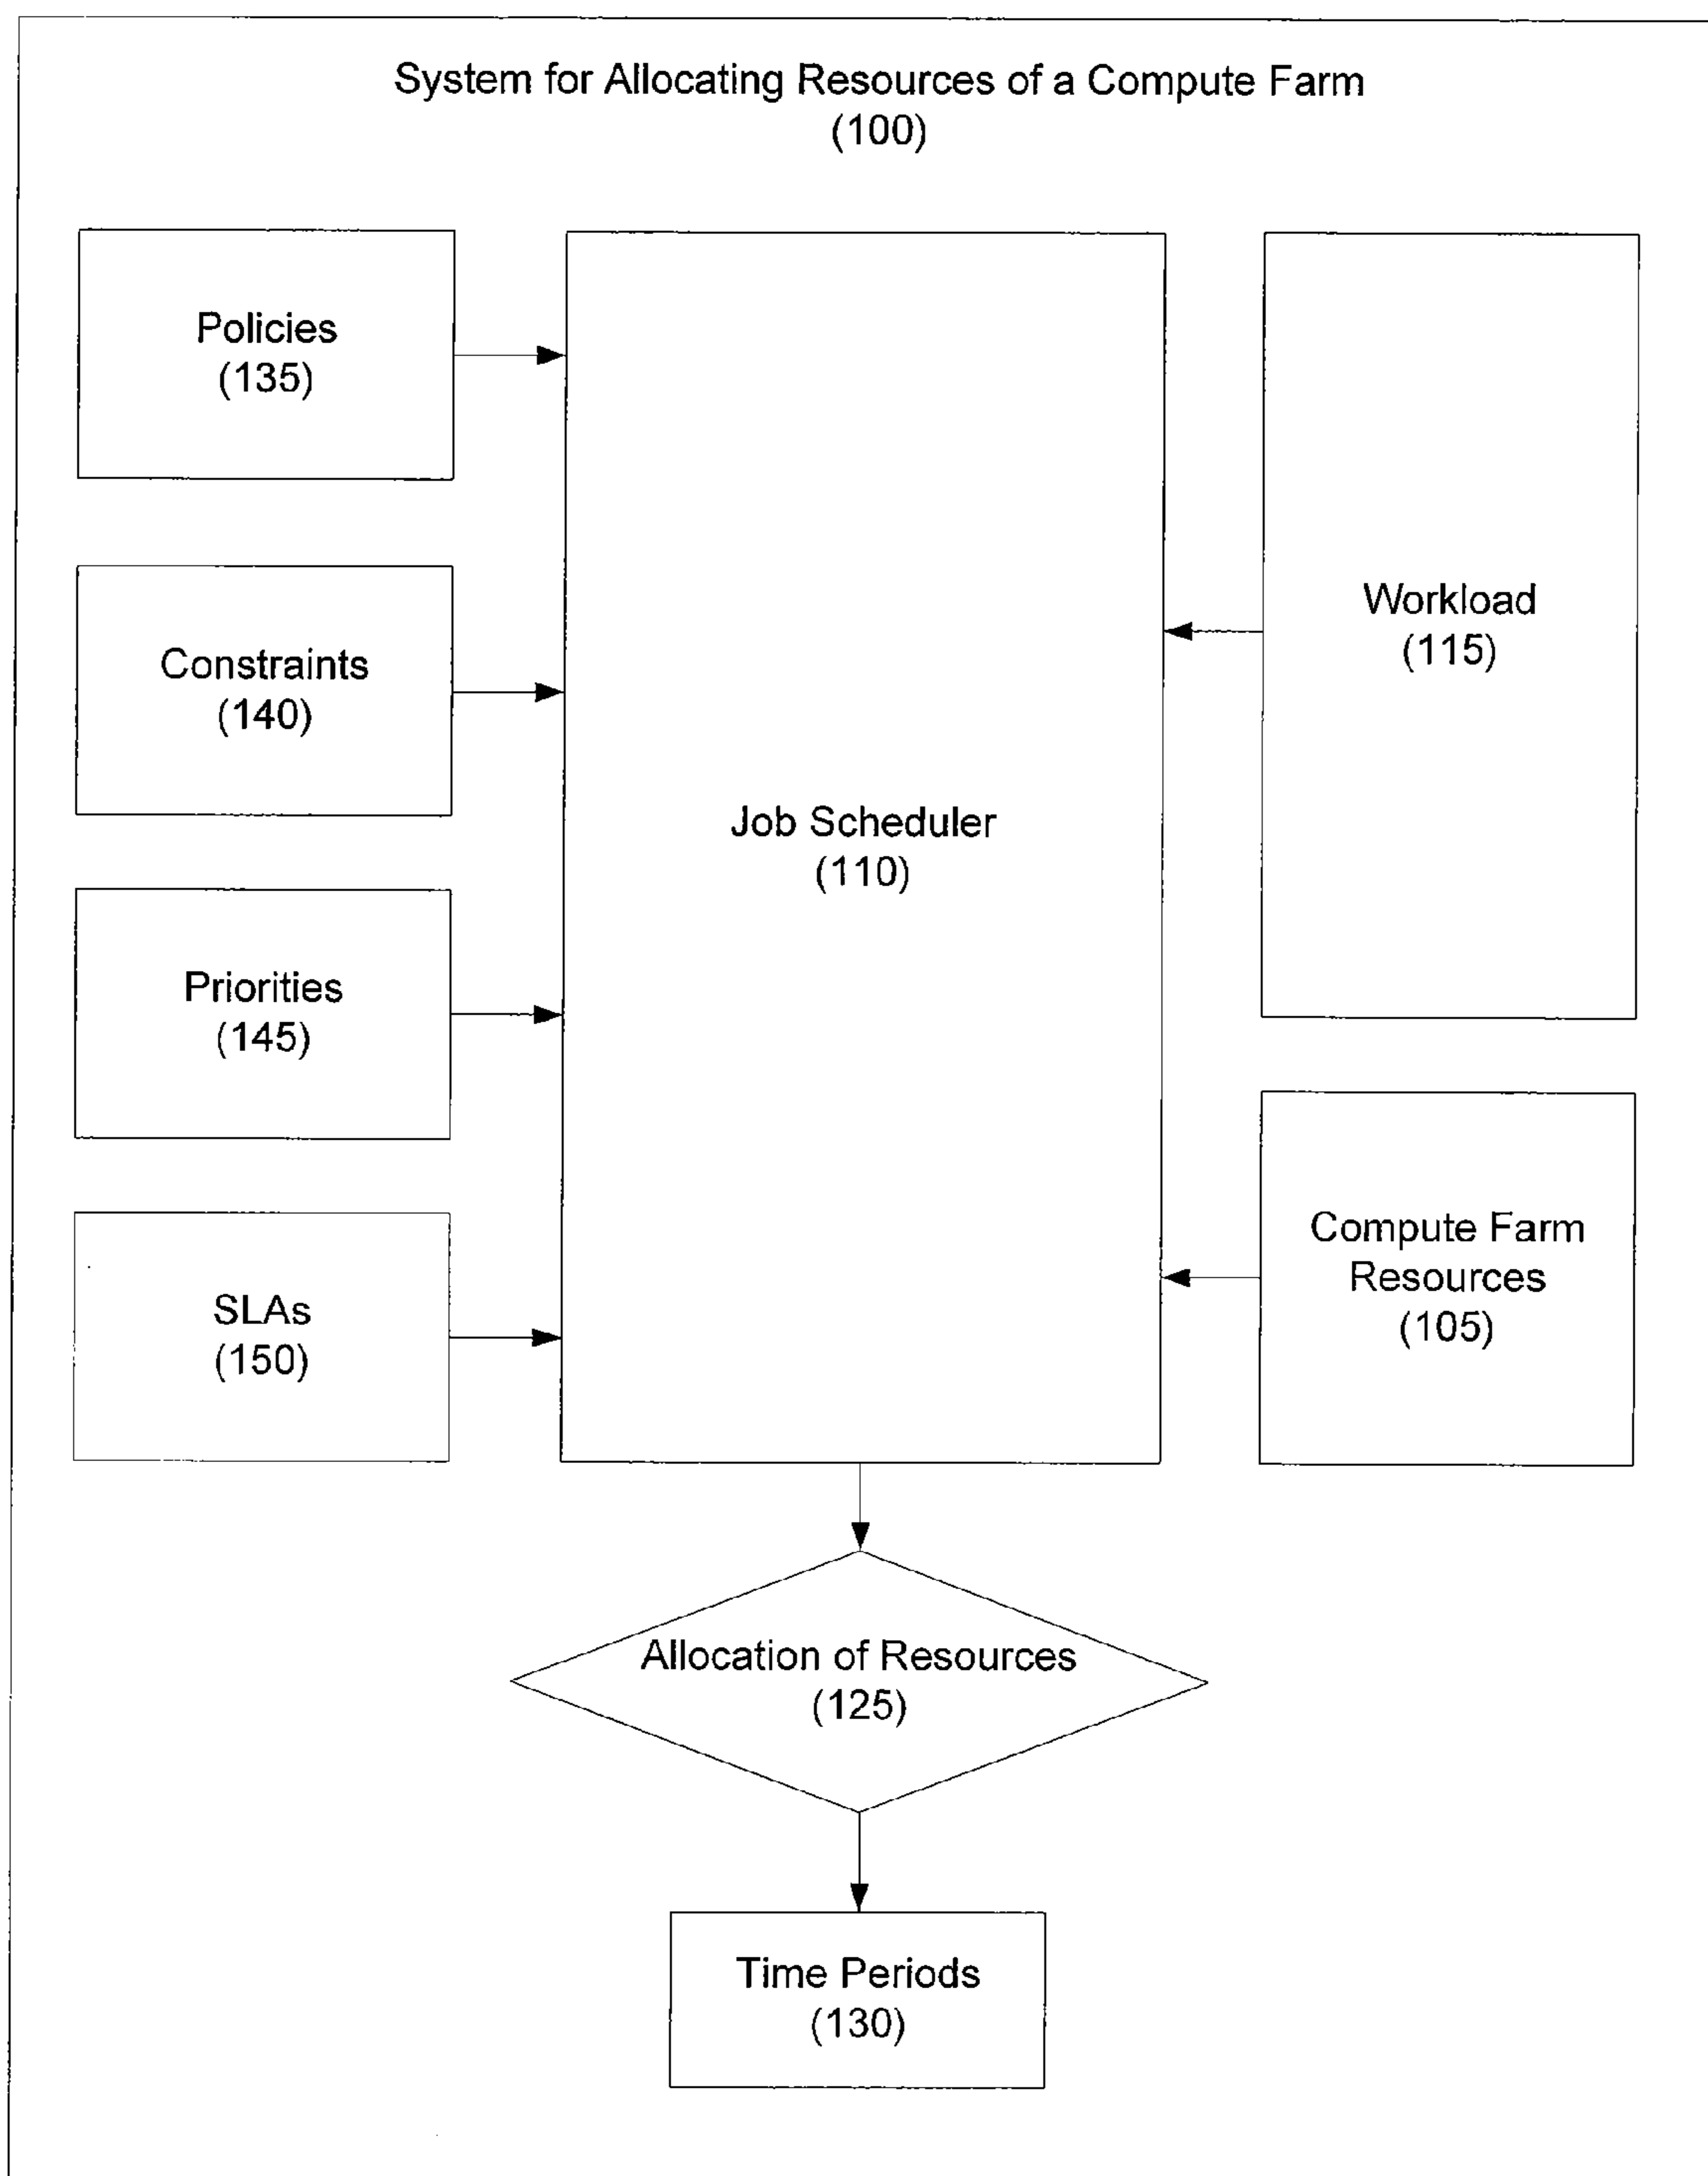 System for Allocating Resources of a Compute Farm
(100)
Policies
(135)
Constraints
(140)
Priorities
(145)
SLAs
(150)
Job Scheduler
(110)
Workload
(115)
Compute Farm
Resources
(105)
Allocation of Resources
(125)
Time Periods
(130)